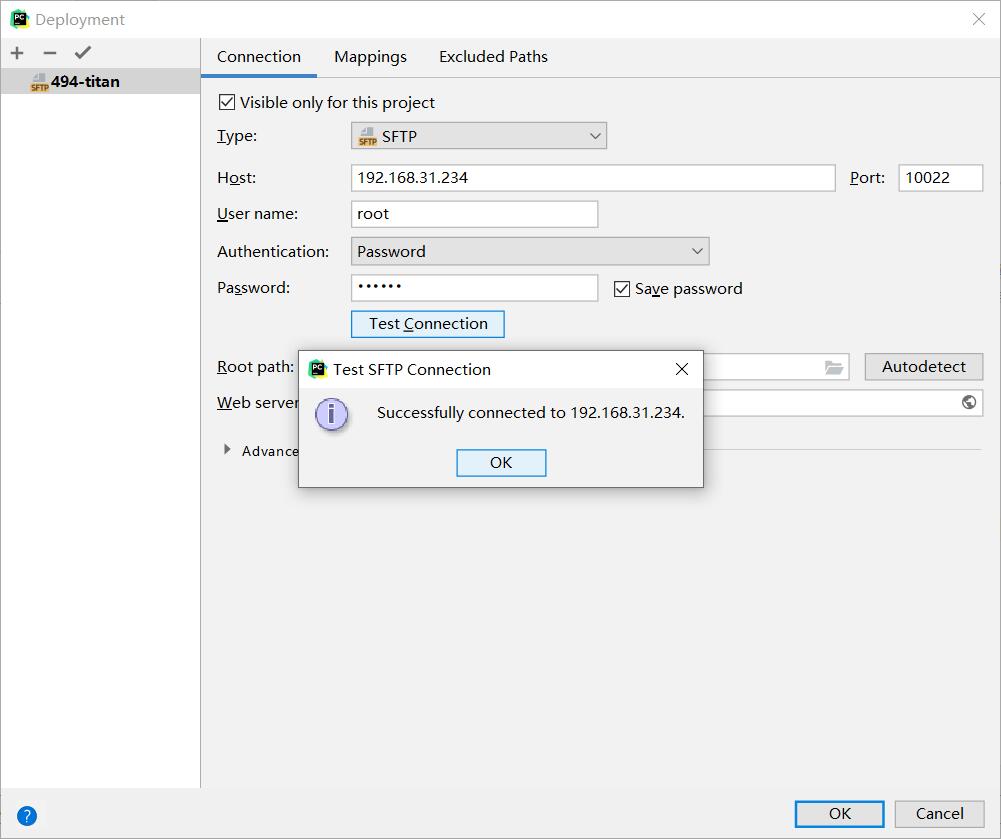 Deployment
494-titan
Connection Mappings Excluded Paths
Visible only for this project
Type: SFTP
Host: 192.168.31.234 Port: 10022
User name: root
Authentication: Password
Password: •••••• Save password
Test Connection
Root path: Autodetect
Web server
Advance
Test SFTP Connection
Successfully connected to 192.168.31.234.
OK
OK Cancel